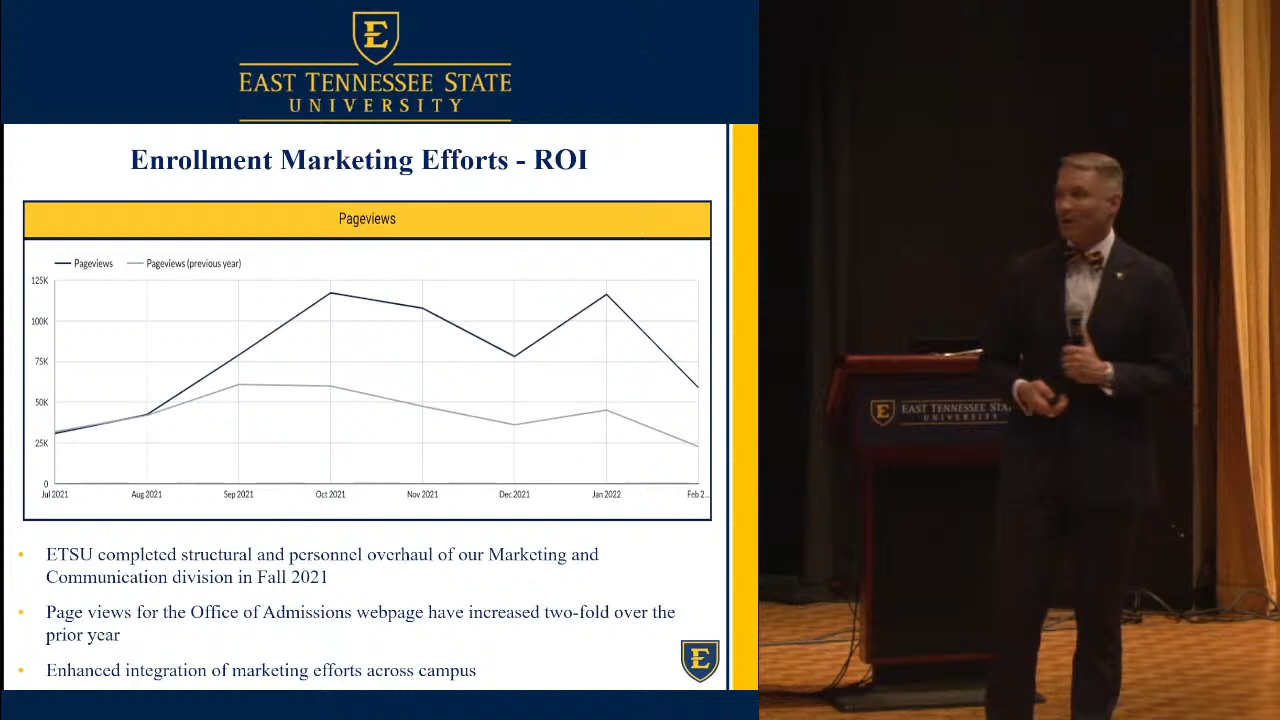 E
EAST TENNESSEE STATE
UNIVERSITY
Enrollment Marketing Efforts - ROI
Pageviews
Pageviews
Pageviews (previous year)
125K
100K
75K
50K
25K
0
Jul 2021
Aug 2021
Sep 2021
Oct 2021
Nov 2021
Dec 2021
Jan 2022
Feb 2...
• ETSU completed structural and personnel overhaul of our Marketing and
Communication division in Fall 2021
• Page views for the Office of Admissions webpage have increased two-fold over the
prior year
• Enhanced integration of marketing efforts across campus
E
E
EAST TENNESSEE STA
UNIVERSITY